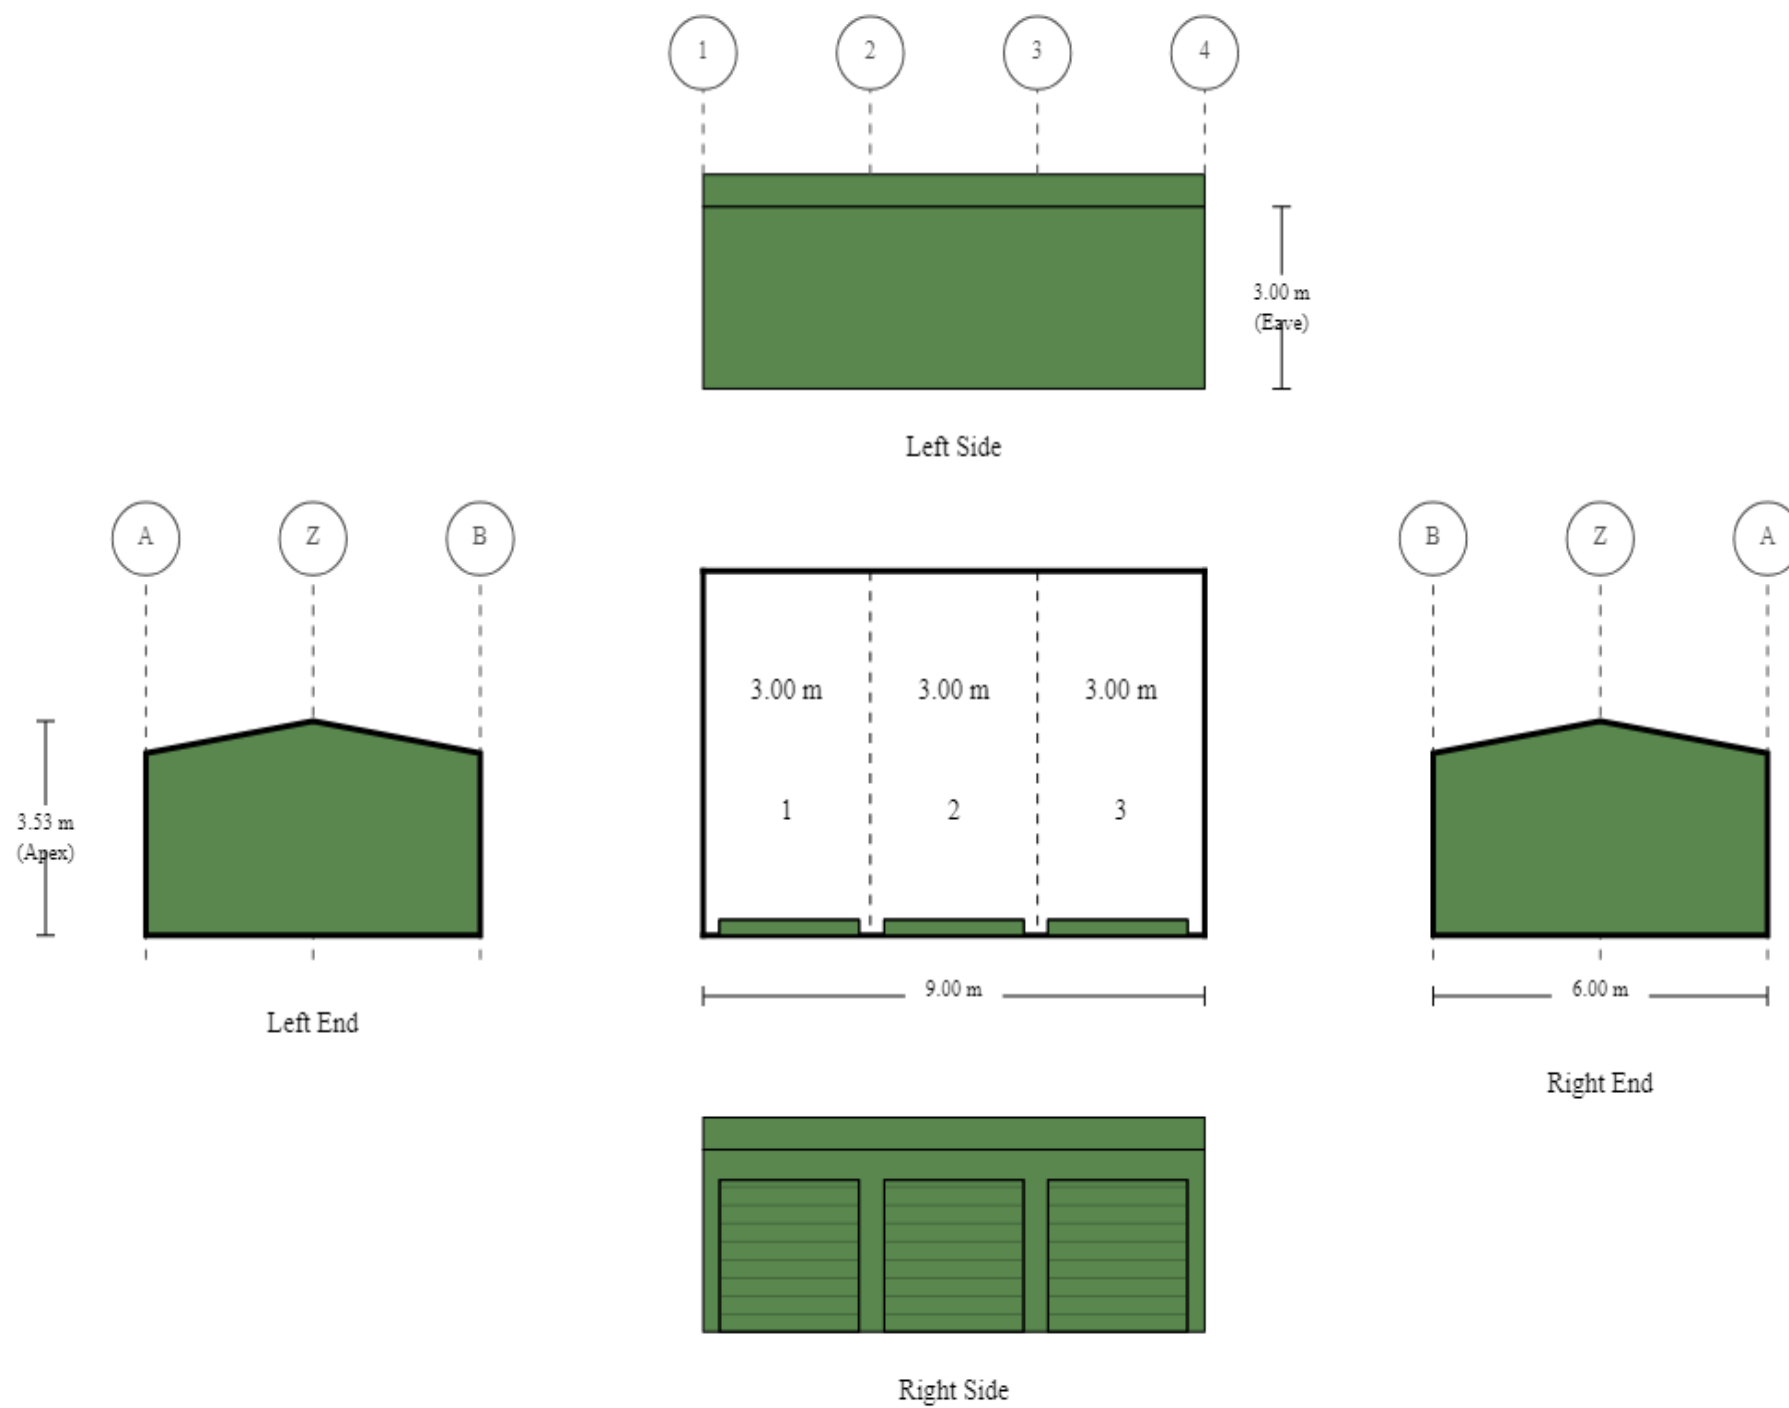 1 2 3 4
3.00 m
(Eave)
Left Side
A Z B
B Z A
3.00 m 3.00 m 3.00 m
1 2 3
3.53 m
(Apex)
9.00 m
6.00 m
Left End
Right End
Right Side